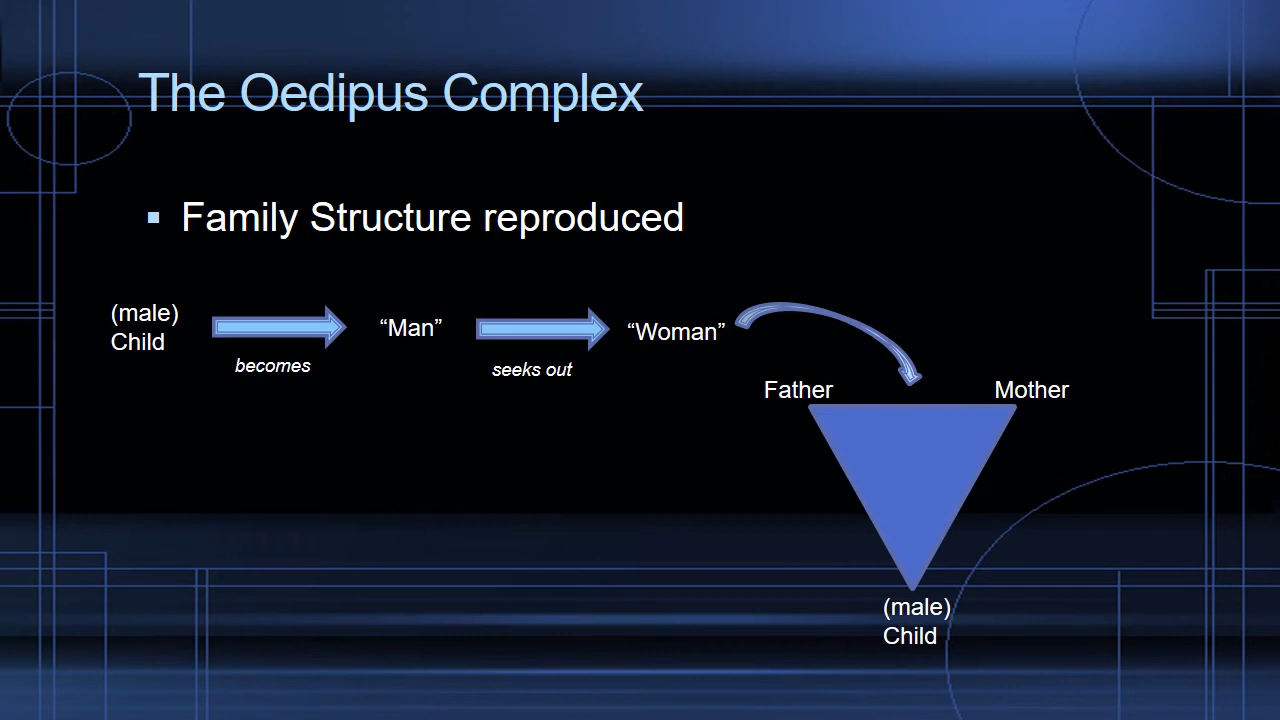 The Oedipus Complex
▪ Family Structure reproduced
(male)
Child
becomes
“Man”
seeks out
“Woman”
Father
Mother
(male)
Child